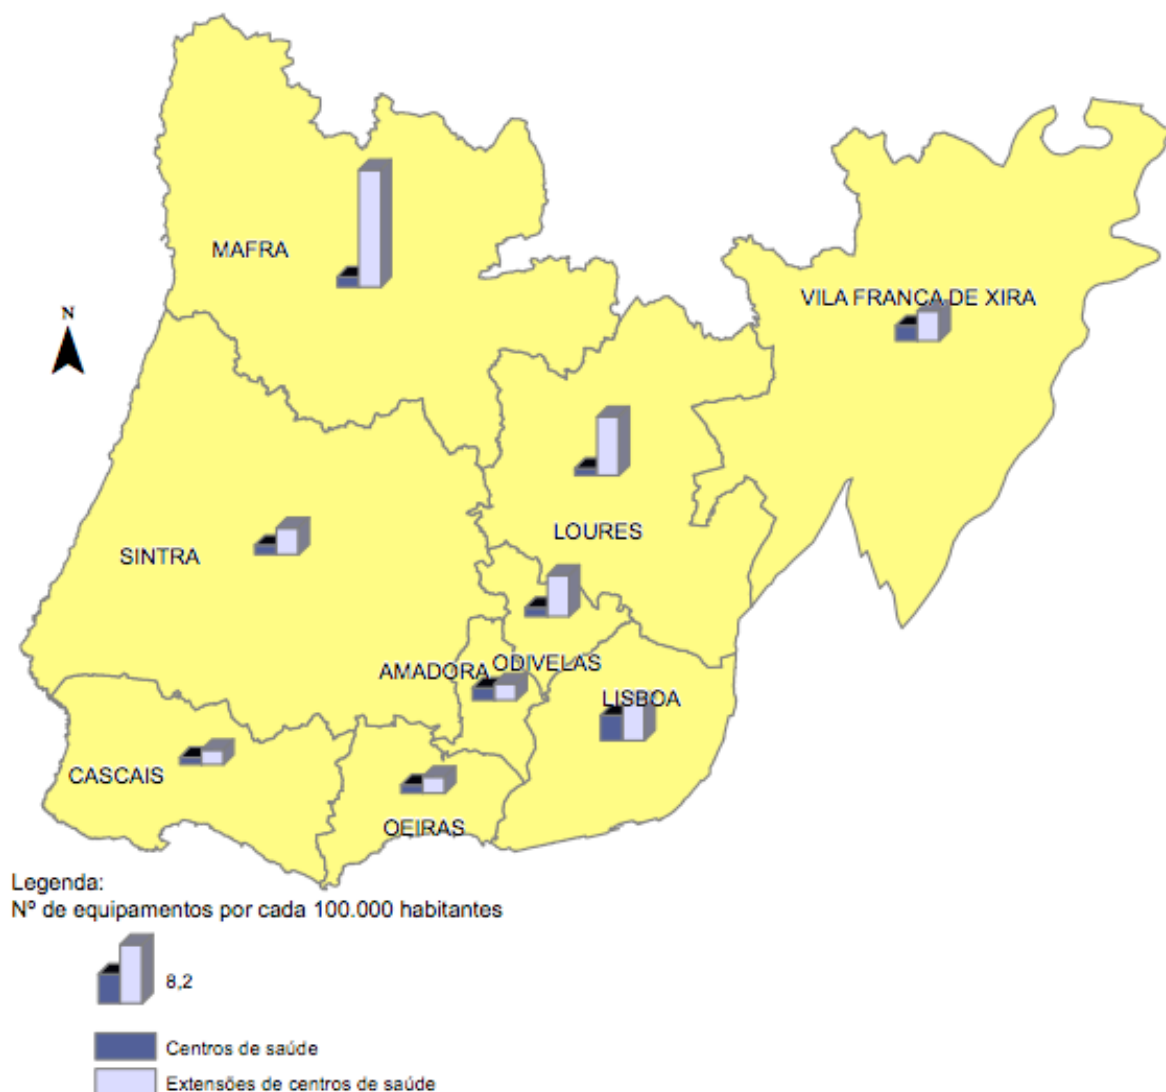 MAFRA
N
VILA FRANCA DE XIRA
LOURES
SINTRA
ODIVELAS
AMADORA
LISBOA
CASCAIS
OEIRAS
Legenda:
Nº de equipamentos por cada 100.000 habitantes
8,2
Centros de saúde
Extensões de centros de saúde